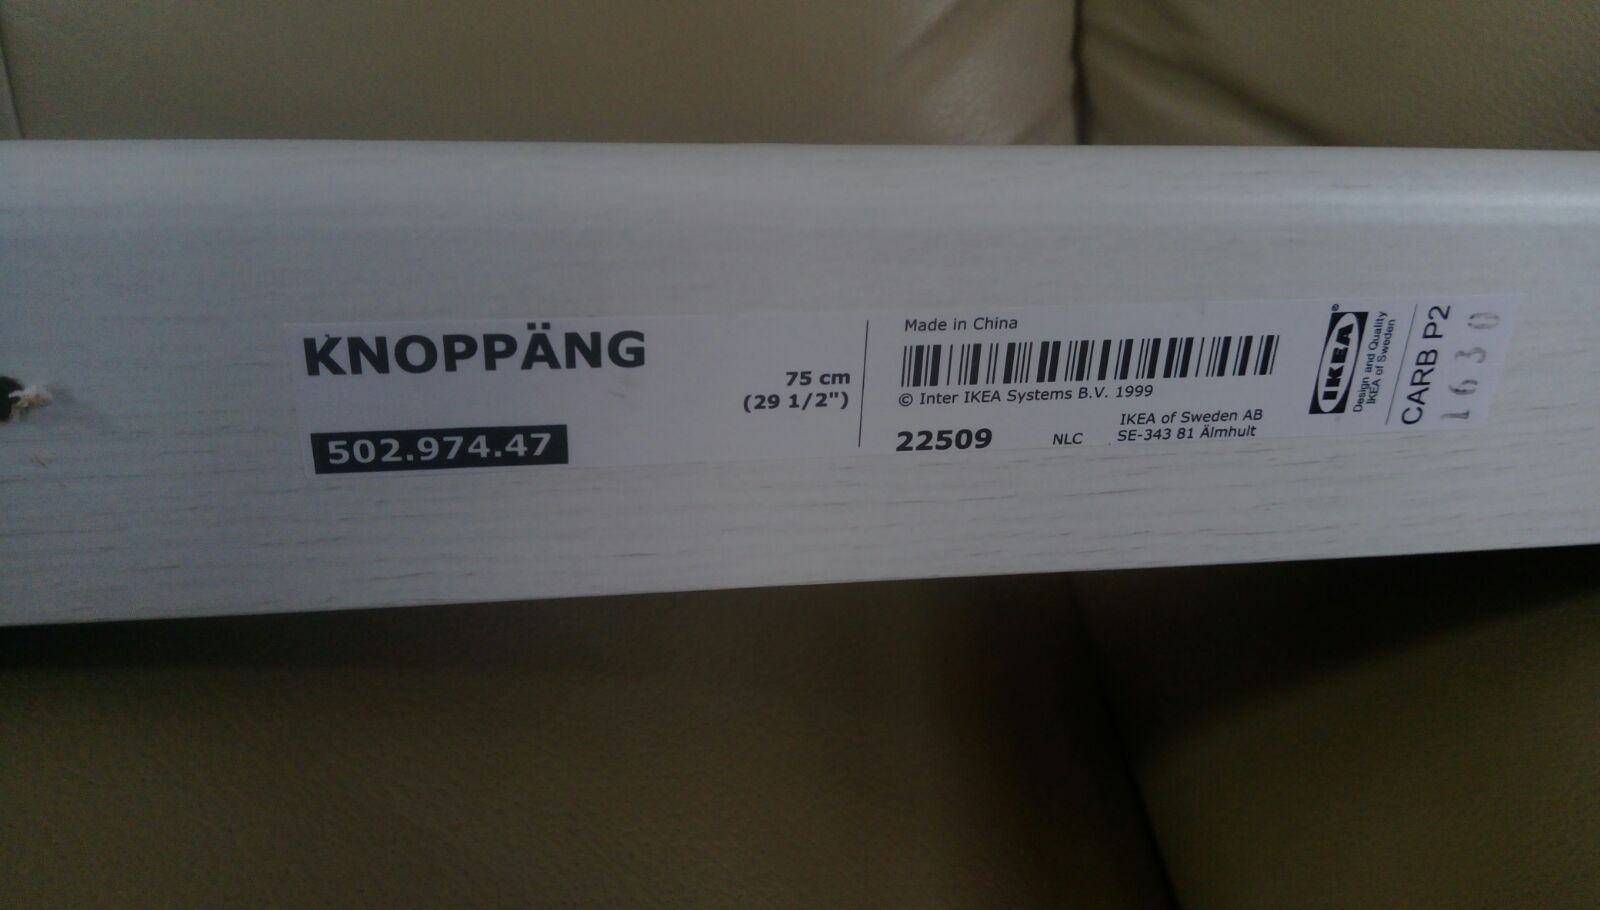 KNOPPÄNG
75 cm
(29 1/2")
502.974.47
Made in China
© Inter IKEA Systems B.V. 1999
22509
NLC
IKEA of Sweden AB
SE-343 81 Älmhult
IKEA®
Design and Quality
IKEA of Sweden
CARB P2
1630